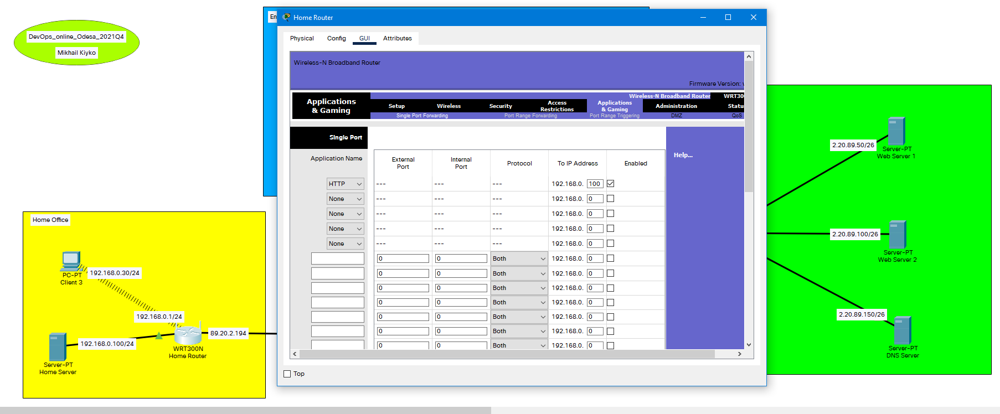 DevOps_online_Odesa_2021Q4
Mikhail Kiyko
En
Home Router
Physical Config GUI Attributes
Wireless-N Broadband Router
Firmware Version: v
Wireless-N Broadband Router WRT300
Applications
& Gaming
Setup Wireless Security Access
Restrictions Applications
& Gaming Administration Status
Single Port Forwarding Port Range Forwarding Port Range Triggering DMZ QoS
Single Port
Help...
Application Name External
Port Internal
Port Protocol To IP Address Enabled
HTTP --- --- --- 192.168.0. 100
None --- --- --- 192.168.0. 0
None --- --- --- 192.168.0. 0
None --- --- --- 192.168.0. 0
None --- --- --- 192.168.0. 0
0 0 Both 192.168.0. 0
0 0 Both 192.168.0. 0
0 0 Both 192.168.0. 0
0 0 Both 192.168.0. 0
0 0 Both 192.168.0. 0
0 0 Both 192.168.0. 0
0 0 Both 192.168.0. 0
Top
Home Office
PC-PT
Client 3
192.168.0.30/24
192.168.0.1/24
89.20.2.194
192.168.0.100/24
WRT300N
Home Router
Server-PT
Home Server
2.20.89.50/26
Server-PT
Web Server 1
2.20.89.100/26
Server-PT
Web Server 2
2.20.89.150/26
Server-PT
DNS Server